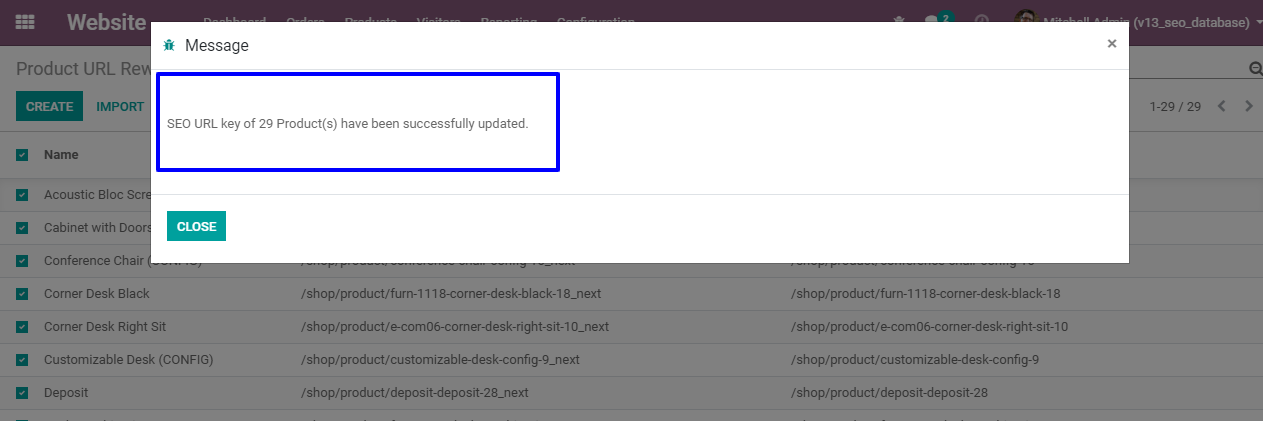 Website Dashboard Orders Products Visitors Reporting Configuration 2 Mitchell Admin (v13_seo_database)
Message ×
Product URL Rew
CREATE IMPORT
1-29 / 29
SEO URL key of 29 Product(s) have been successfully updated.
Name
Acoustic Bloc Scre
Cabinet with Doors
CLOSE
Conference Chair (CONFIG) /shop/product/conference-chair-config-16_next /shop/product/conference-chair-config-16
Corner Desk Black /shop/product/furn-1118-corner-desk-black-18_next /shop/product/furn-1118-corner-desk-black-18
Corner Desk Right Sit /shop/product/e-com06-corner-desk-right-sit-10_next /shop/product/e-com06-corner-desk-right-sit-10
Customizable Desk (CONFIG) /shop/product/customizable-desk-config-9_next /shop/product/customizable-desk-config-9
Deposit /shop/product/deposit-deposit-28_next /shop/product/deposit-deposit-28